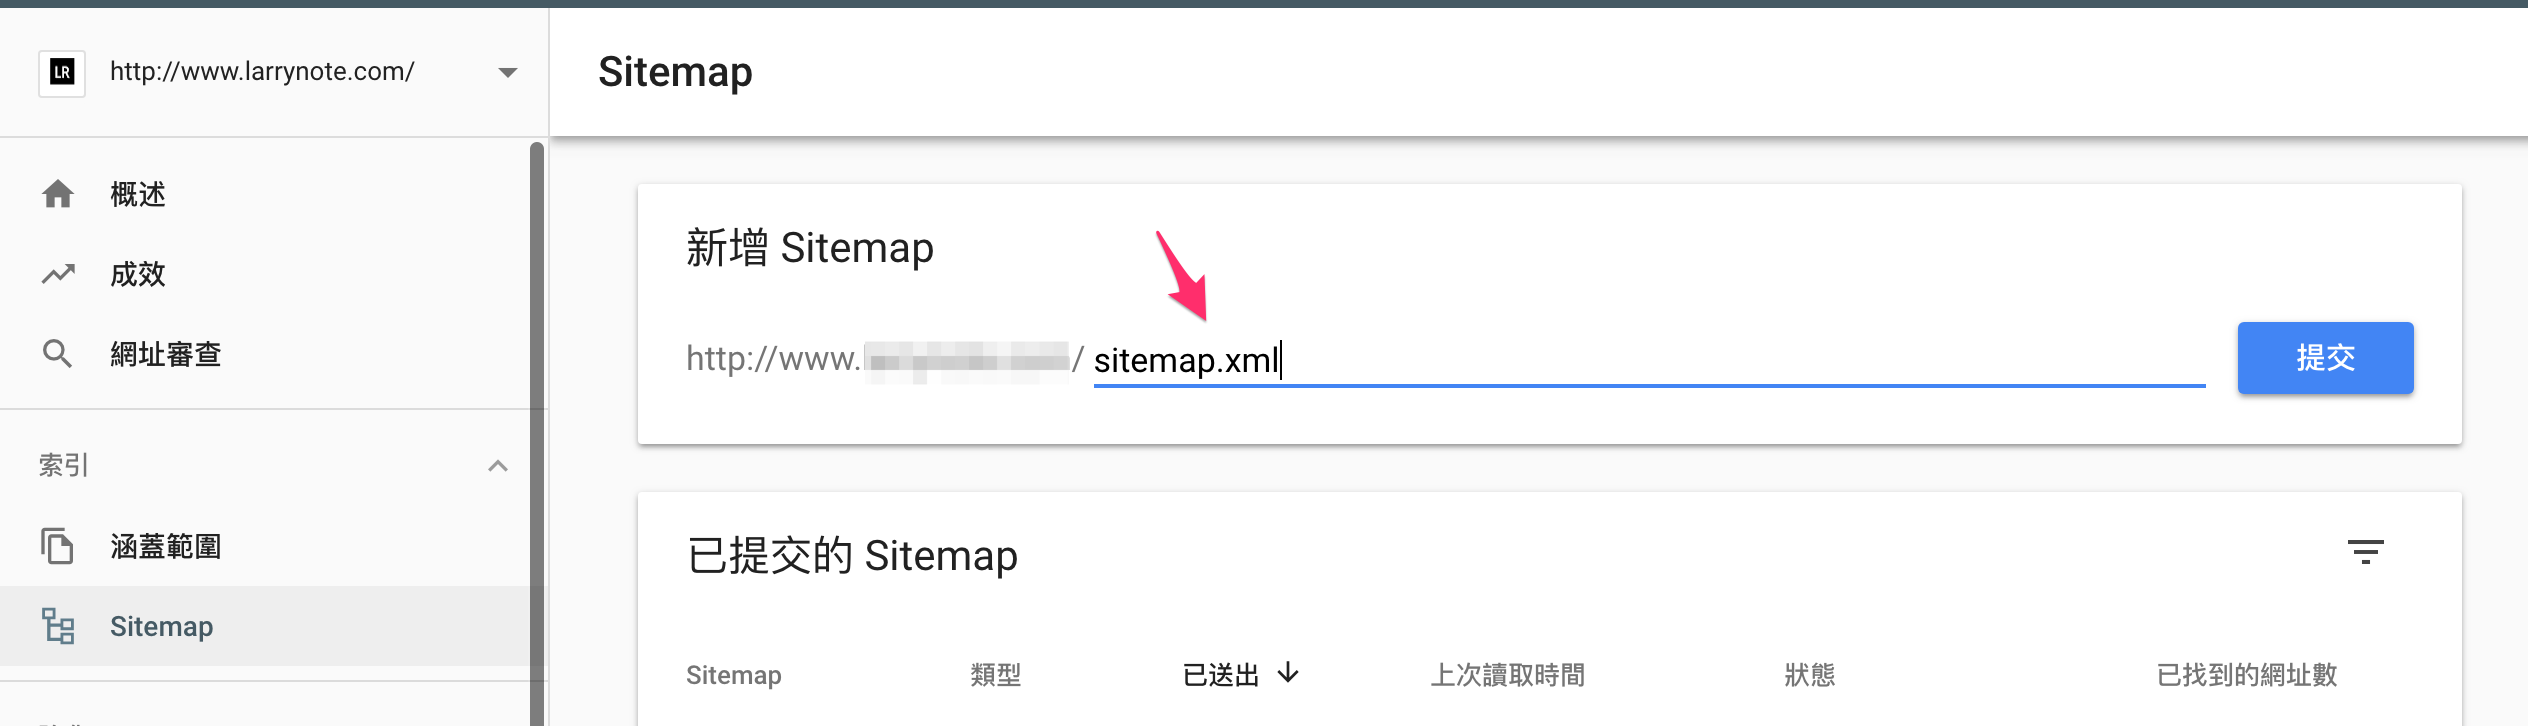 LR
http://www.larrynote.com/
概述
成效
網址審查
索引
涵蓋範圍
Sitemap
Sitemap
新增 Sitemap
http://www. / sitemap.xml
提交
已提交的 Sitemap
Sitemap 類型 已送出 上次讀取時間 狀態 已找到的網址數